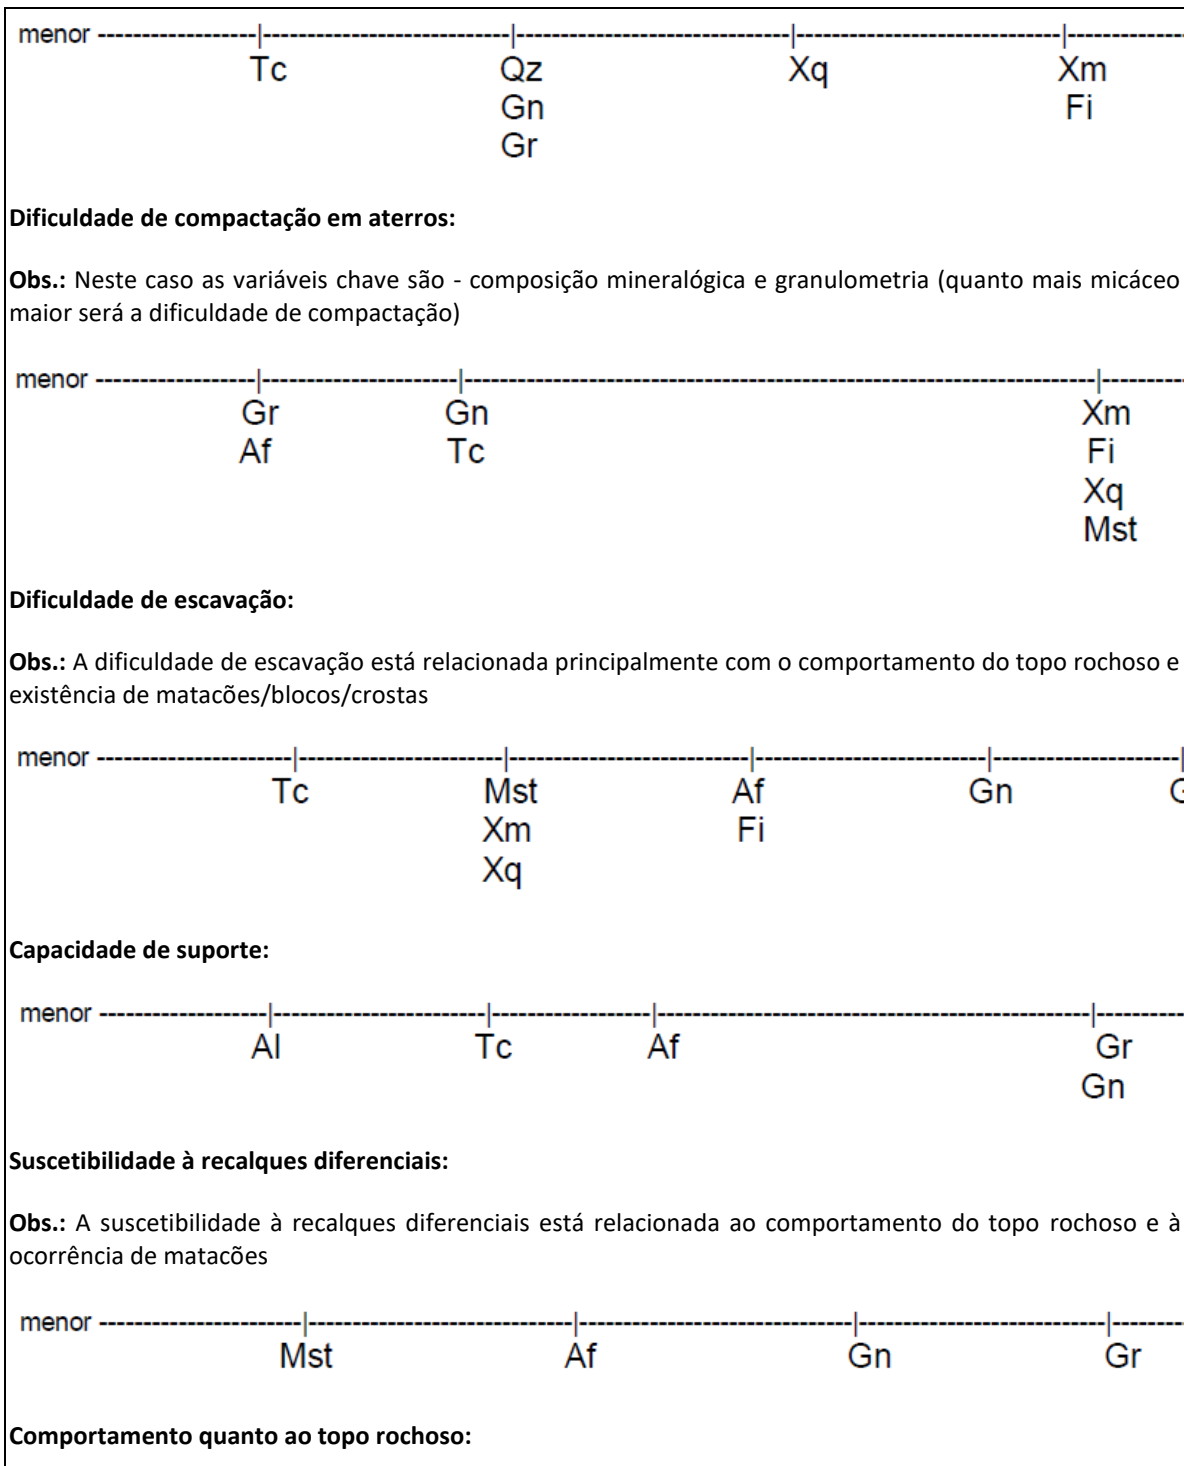 menor ------------------|----------------------------|-------------------------------|------------------------------|-------------
Tc Qz Xq Xm
Gn Fi
Gr
Dificuldade de compactação em aterros:
Obs.: Neste caso as variáveis chave são - composição mineralógica e granulometria (quanto mais micáceo
maior será a dificuldade de compactação)
menor ------------------|----------------------|------------------------------------------------------------------------|---------
Gr Gn Xm
Af Tc Fi
Xq
Mst
Dificuldade de escavação:
Obs.: A dificuldade de escavação está relacionada principalmente com o comportamento do topo rochoso e
existência de matacões/blocos/crostas
menor ----------------------|-----------------------|---------------------------|--------------------------|---------------------|
Tc Mst Af Gn
Xm Fi
Xq
Capacidade de suporte:
menor -------------------|------------------------|------------------|-------------------------------------------------|----------
Al Tc Af Gr
Gn
Suscetibilidade à recalques diferenciais:
Obs.: A suscetibilidade à recalques diferenciais está relacionada ao comportamento do topo rochoso e à
ocorrência de matacões
menor -----------------------|------------------------------|-------------------------------|----------------------------|--------
Mst Af Gn Gr
Comportamento quanto ao topo rochoso: